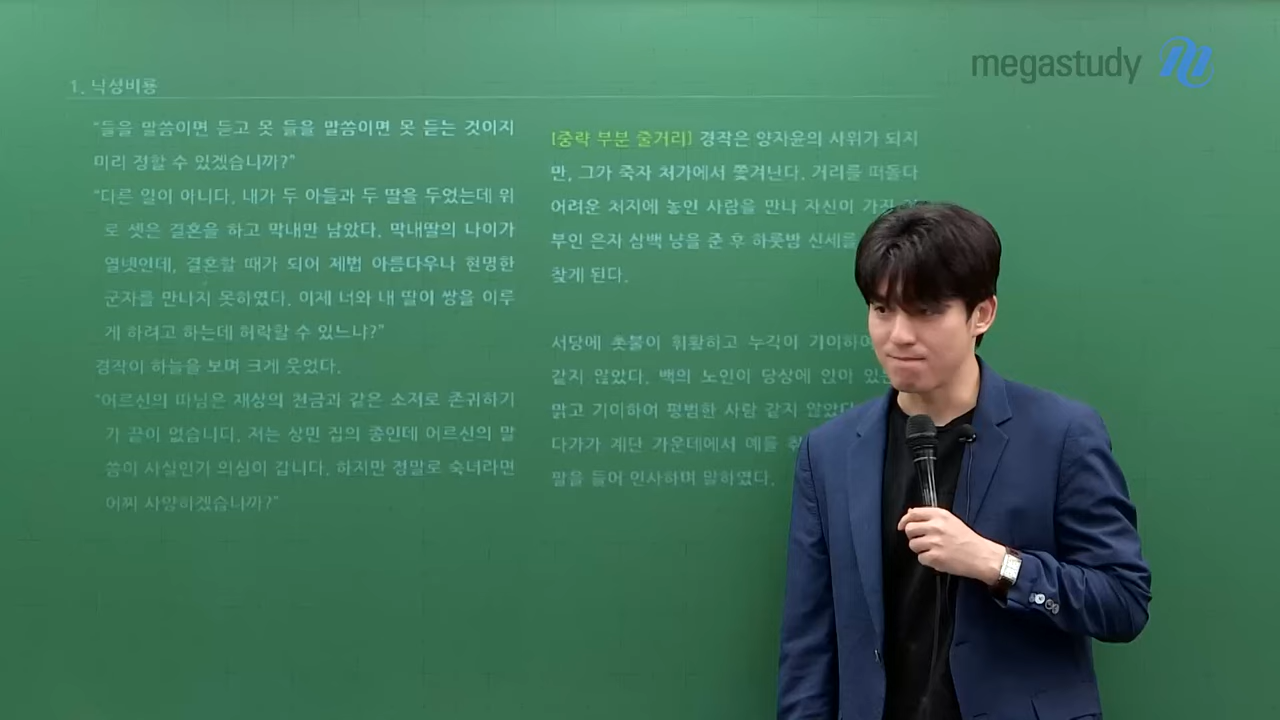 megastudy
1. 낙성비룡
"들을 말씀이면 듣고 못 들을 말씀이면 못 듣는 것이지
미리 정할 수 있겠습니까?"
"다른 일이 아니다. 내가 두 아들과 두 딸을 두었는데 위
로 셋은 결혼을 하고 막내만 남았다. 막내딸의 나이가
열넷인데, 결혼할 때가 되어 제법 아름다우나 현명한
군자를 만나지 못하였다. 이제 너와 내 딸이 쌍을 이루
게 하려고 하는데 허락할 수 있느냐?"
경작이 하늘을 보며 크게 웃었다.
"어르신의 따님은 재상의 천금과 같은 소저로 존귀하기
가 끝이 없습니다. 저는 상민 집의 종인데 어르신의 말
씀이 사실인가 의심이 갑니다. 하지만 정말로 숙녀라면
어찌 사양하겠습니까?"
[중략 부분 줄거리] 경작은 양자윤의 사위가 되지
만, 그가 죽자 처가에서 쫓겨난다. 거리를 떠돌다
어려운 처지에 놓인 사람을 만나 자신이 가진
부인 은자 삼백 냥을 준 후 하룻밤 신세를
찾게 된다.
서당에 촛불이 휘황하고 누각이 기이하여
같지 않았다. 백의 노인이 당상에 앉아
맑고 기이하여 평범한 사람 같지 않았다
다가가 계단 가운데에서 예를
팔을 들어 인사하며 말하였다.